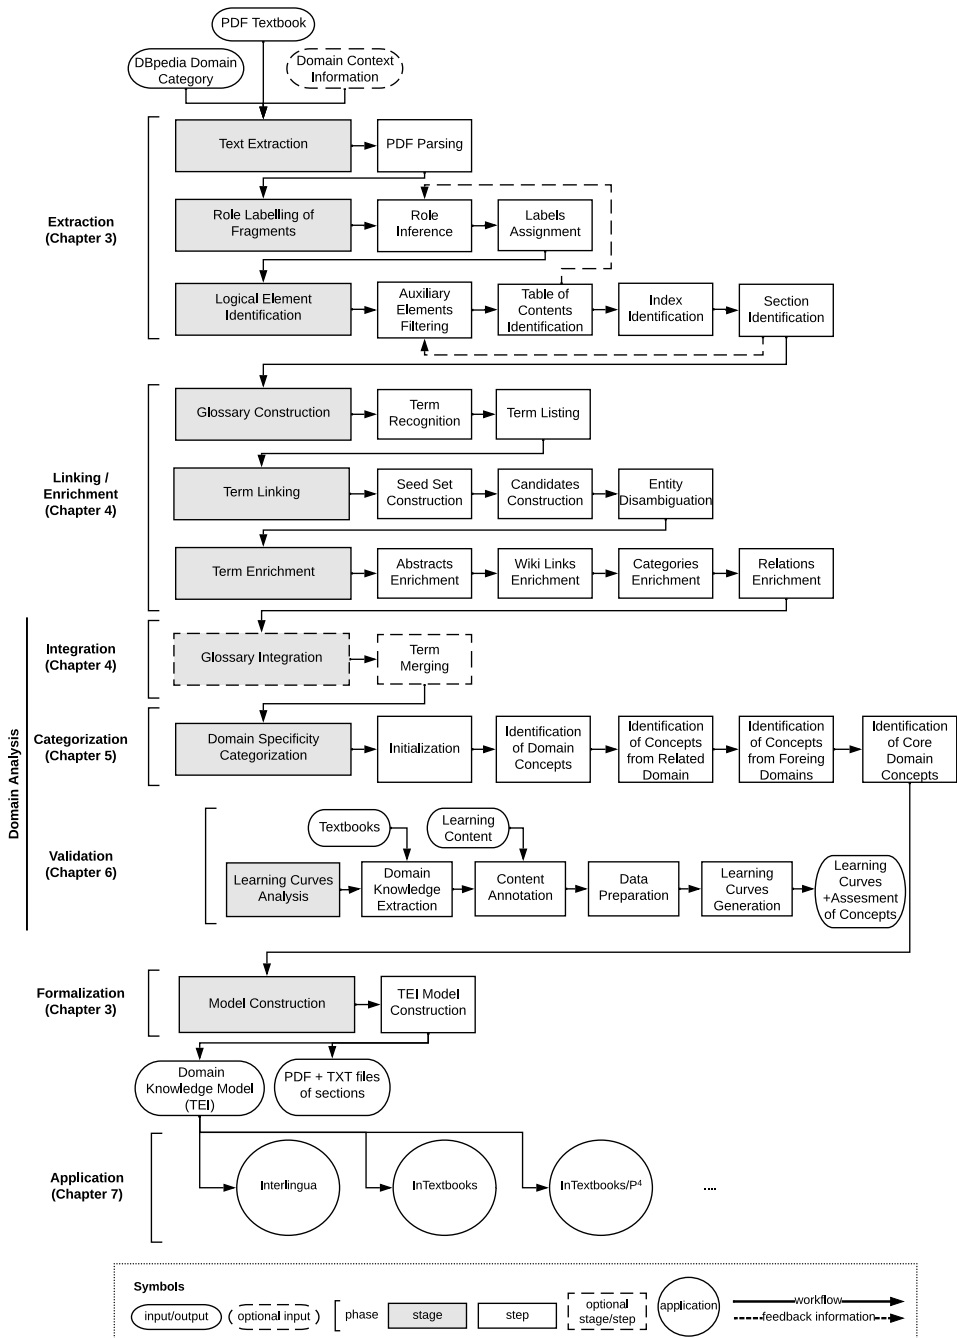 PDF Textbook
DBpedia Domain
Category
Domain Context
Information
Extraction
(Chapter 3)
Text Extraction
PDF Parsing
Role Labelling of
Fragments
Role
Inference
Labels
Assignment
Logical Element
Identification
Auxiliary
Elements
Filtering
Table of
Contents
Identification
Index
Identification
Section
Identification
Linking /
Enrichment
(Chapter 4)
Glossary Construction
Term
Recognition
Term Listing
Term Linking
Seed Set
Construction
Candidates
Construction
Entity
Disambiguation
Term Enrichment
Abstracts
Enrichment
Wiki Links
Enrichment
Categories
Enrichment
Relations
Enrichment
Domain Analysis
Integration
(Chapter 4)
Glossary Integration
Term
Merging
Categorization
(Chapter 5)
Domain Specificity
Categorization
Initialization
Identification
of Domain
Concepts
Identification
of Concepts
from Related
Domain
Identification
of Concepts
from Foreing
Domains
Identification
of Core
Domain
Concepts
Validation
(Chapter 6)
Textbooks
Learning
Content
Learning Curves
Analysis
Domain
Knowledge
Extraction
Content
Annotation
Data
Preparation
Learning
Curves
Generation
Learning
Curves
+Assesment
of Concepts
Formalization
(Chapter 3)
Model Construction
TEI Model
Construction
Domain
Knowledge Model
(TEI)
PDF + TXT files
of sections
Application
(Chapter 7)
Interlingua
InTextbooks
InTextbooks/P⁴
....
Symbols
input/output
optional input
phase
stage
step
optional
stage/step
application
workflow
feedback information